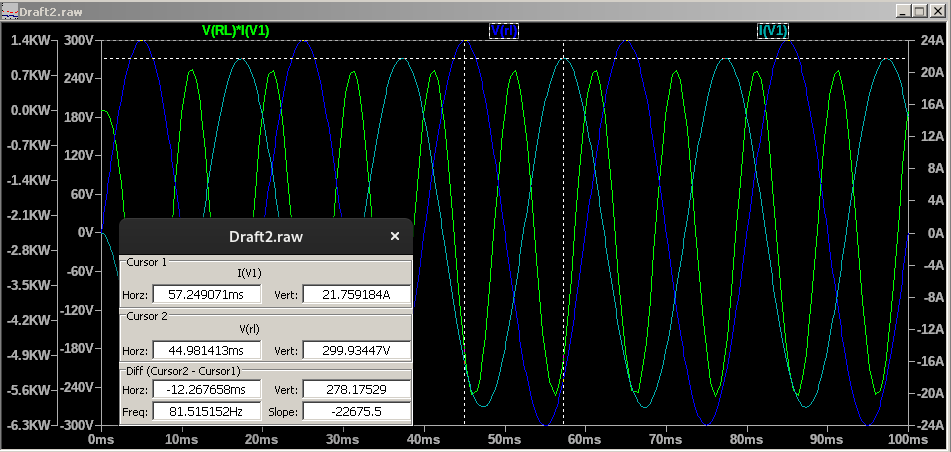 Draft2.raw
V(RL)*I(V1) V(rl) I(V1)
1.4KW 300V 24A
0.7KW 240V 20A
0.0KW 180V 16A
-0.7KW 120V 12A
-1.4KW 60V 8A
-2.1KW 0V 4A
-2.8KW -60V 0A
-3.5KW -120V -4A
-4.2KW -180V -8A
-4.9KW -240V -12A
-5.6KW -300V -16A
-6.3KW -20A
-24A
0ms 10ms 20ms 30ms 40ms 50ms 60ms 70ms 80ms 90ms 100ms
Draft2.raw ×
Cursor 1
I(V1)
Horz: 57.249071ms Vert: 21.759184A
Cursor 2
V(rl)
Horz: 44.981413ms Vert: 299.93447V
Diff (Cursor2 - Cursor1)
Horz: -12.267658ms Vert: 278.17529
Freq: 81.515152Hz Slope: -22675.5